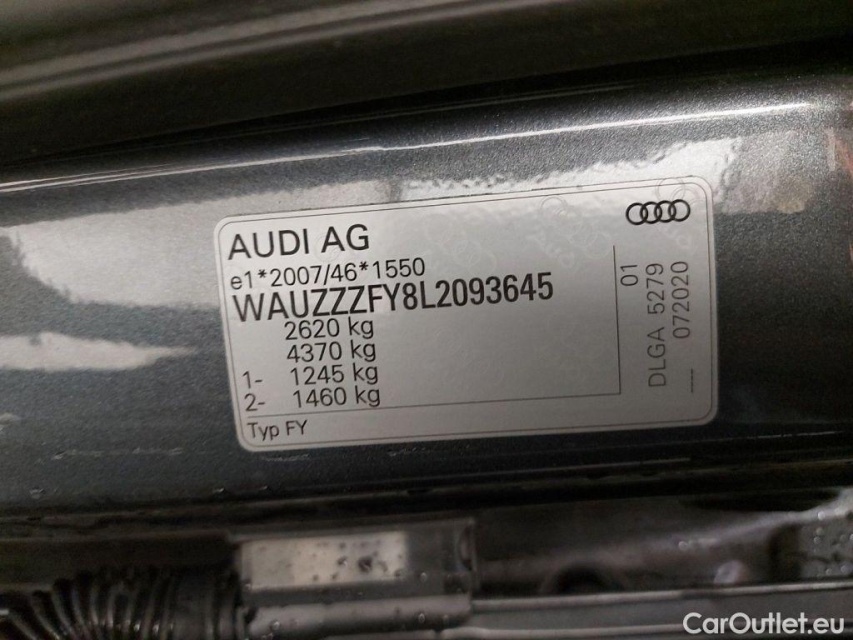 AUDI AG
e1*2007/46*1550
WAUZZZFY8L2093645
2620 kg
4370 kg
1- 1245 kg
2- 1460 kg
Typ FY
01
DLGA 5279
072020
CarOutlet.eu